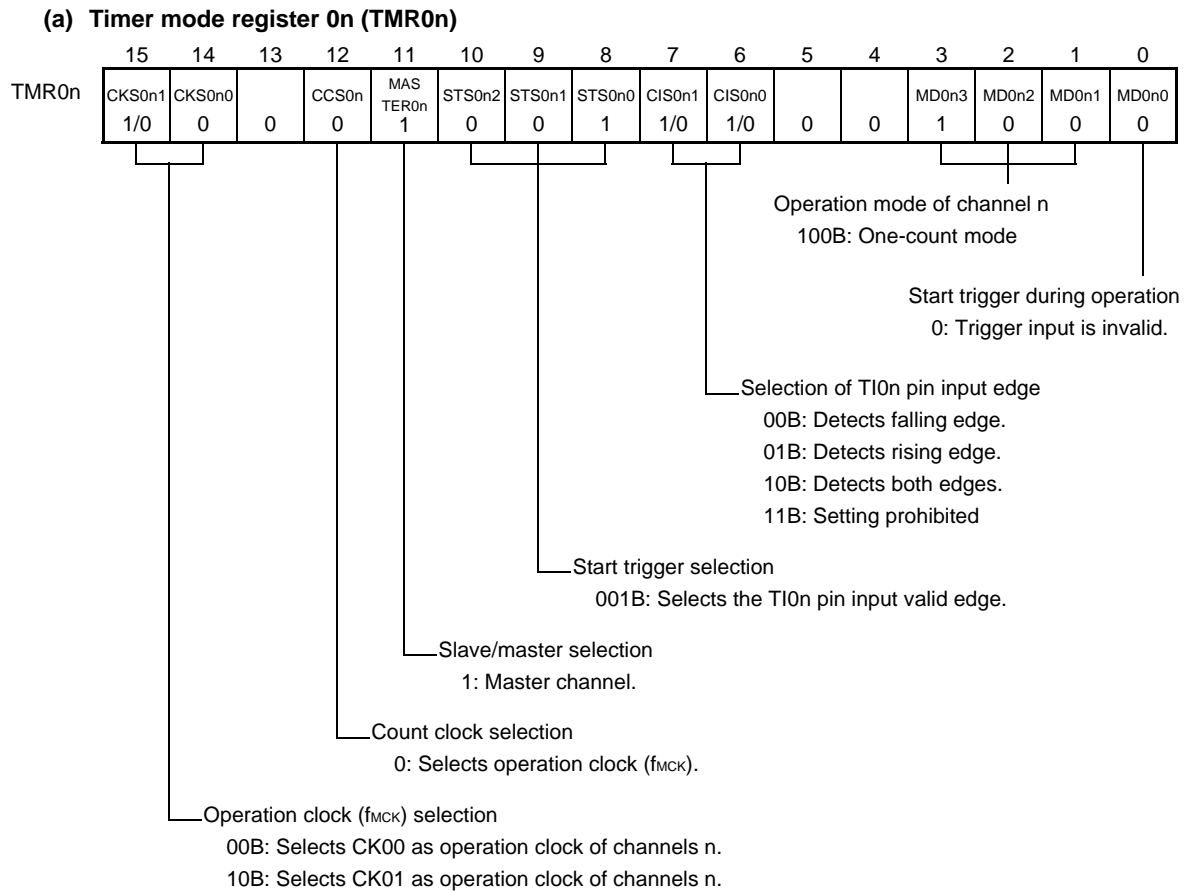 (a) Timer mode register 0n (TMR0n)
15 14 13 12 11 10 9 8 7 6 5 4 3 2 1 0
TMR0n
CKS0n1 CKS0n0 CCS0n MAS STS0n2 STS0n1 STS0n0 CIS0n1 CIS0n0 MD0n3 MD0n2 MD0n1 MD0n0
TER0n
1/0 0 0 0 1 0 0 1 1/0 1/0 0 0 1 0 0 0
Operation mode of channel n
100B: One-count mode
Start trigger during operation
0: Trigger input is invalid.
Selection of TI0n pin input edge
00B: Detects falling edge.
01B: Detects rising edge.
10B: Detects both edges.
11B: Setting prohibited
Start trigger selection
001B: Selects the TI0n pin input valid edge.
Slave/master selection
1: Master channel.
Count clock selection
0: Selects operation clock (fMCK).
Operation clock (fMCK) selection
00B: Selects CK00 as operation clock of channels n.
10B: Selects CK01 as operation clock of channels n.